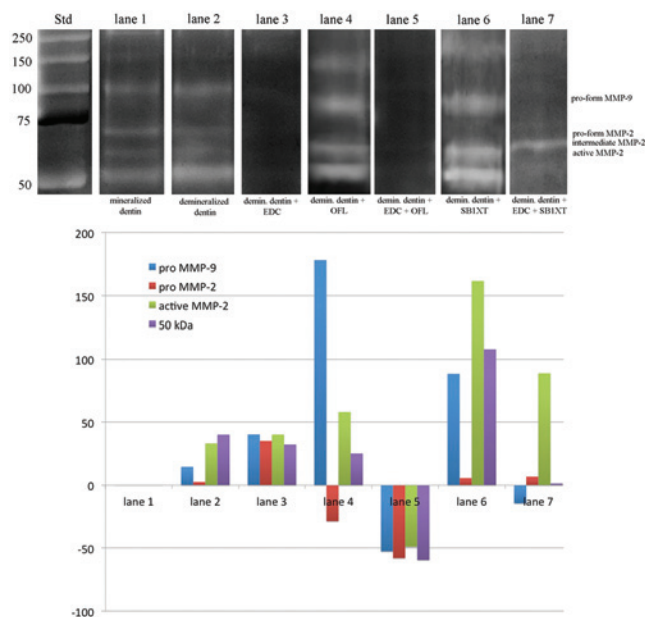 Std lane 1 lane 2 lane 3 lane 4 lane 5 lane 6 lane 7
250
150
100
75
50
pro-form MMP-9
pro-form MMP-2
intermediate MMP-2
active MMP-2
mineralized
dentin
demineralized
dentin
demin. dentin +
EDC
demin. dentin +
OFL
demin. dentin +
EDC + OFL
demin. dentin +
SB1XT
demin. dentin +
EDC + SB1XT
200
150
100
50
0
-50
-100
pro MMP-9
pro MMP-2
active MMP-2
50 kDa
lane 1 lane 2 lane 3 lane 4 lane 5 lane 6 lane 7